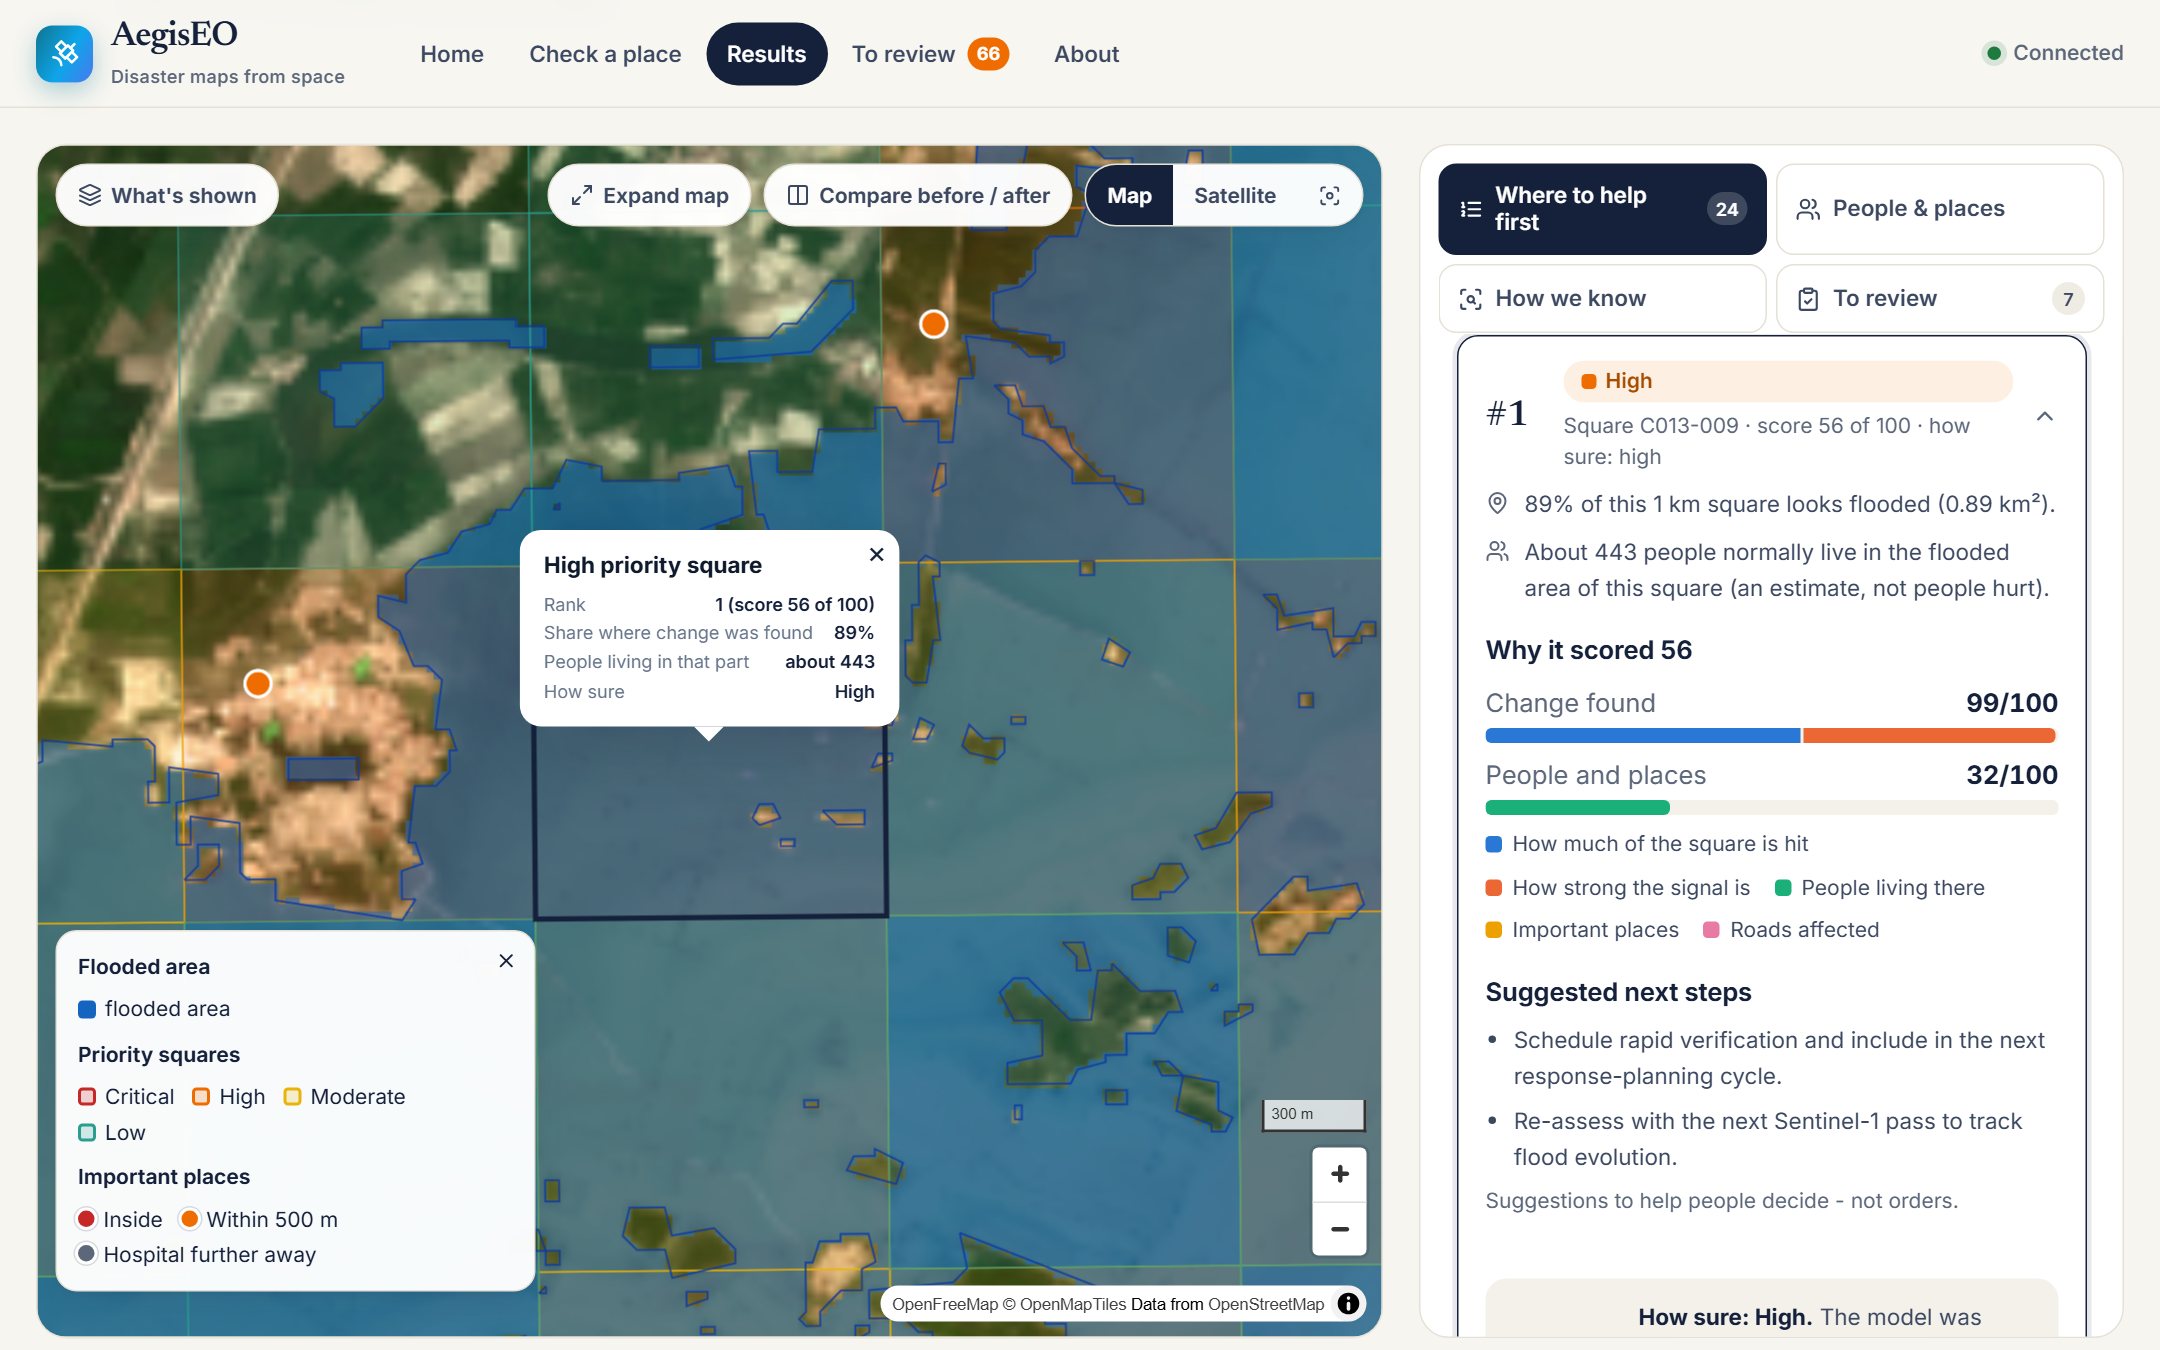 AegisEO
Disaster maps from space
Home
Check a place
Results
To review 66
About
Connected
What's shown
Expand map
Compare before / after
Map
Satellite
High priority square
Rank 1 (score 56 of 100)
Share where change was found 89%
People living in that part about 443
How sure High
Flooded area
flooded area
Priority squares
Critical High Moderate
Low
Important places
Inside Within 500 m
Hospital further away
300 m
OpenFreeMap © OpenMapTiles Data from OpenStreetMap
Where to help
first
24
People & places
How we know
To review 7
#1
High
Square C013-009 · score 56 of 100 · how
sure: high
89% of this 1 km square looks flooded (0.89 km²).
About 443 people normally live in the flooded
area of this square (an estimate, not people hurt).
Why it scored 56
Change found 99/100
People and places 32/100
How much of the square is hit
How strong the signal is People living there
Important places Roads affected
Suggested next steps
• Schedule rapid verification and include in the next
response-planning cycle.
• Re-assess with the next Sentinel-1 pass to track
flood evolution.
Suggestions to help people decide - not orders.
How sure: High. The model was